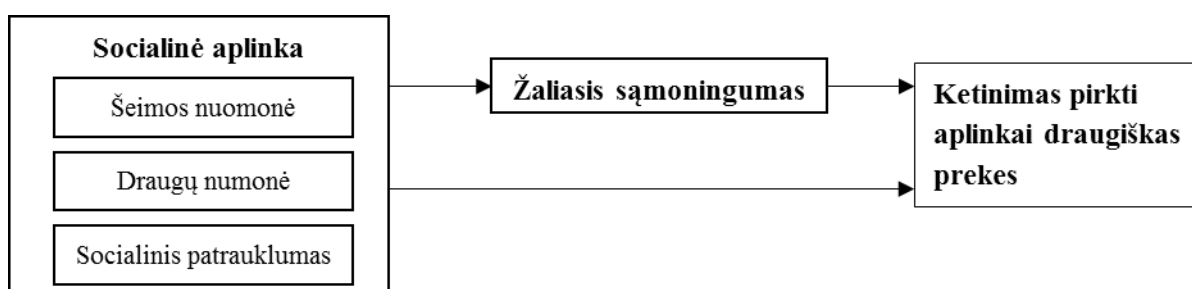 Socialinė aplinka
Šeimos nuomonė
Draugų numonė
Socialinis patrauklumas
Žaliasis sąmoningumas
Ketinimas pirkti
aplinkai draugiškas
prekes